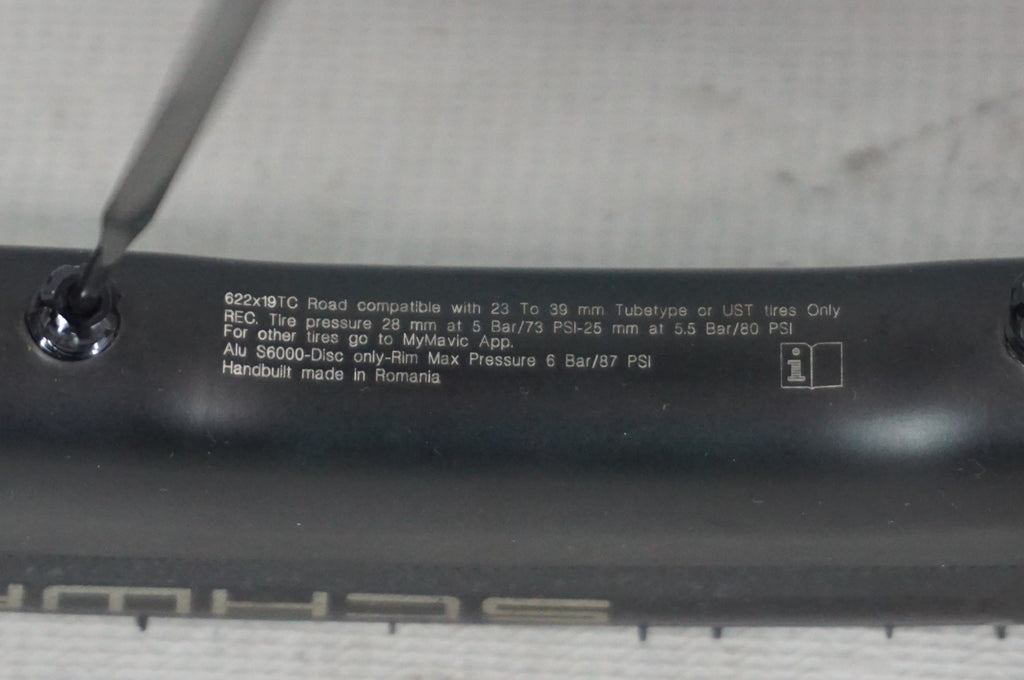 622x19TC Road compatible with 23 To 39 mm Tubetype or UST tires Only
REC. Tire pressure 28 mm at 5 Bar/73 PSI-25 mm at 5.5 Bar/80 PSI
For other tires go to MyMavic App.
Alu S6000-Disc only-Rim Max Pressure 6 Bar/87 PSI
Handbuilt made in Romania
i